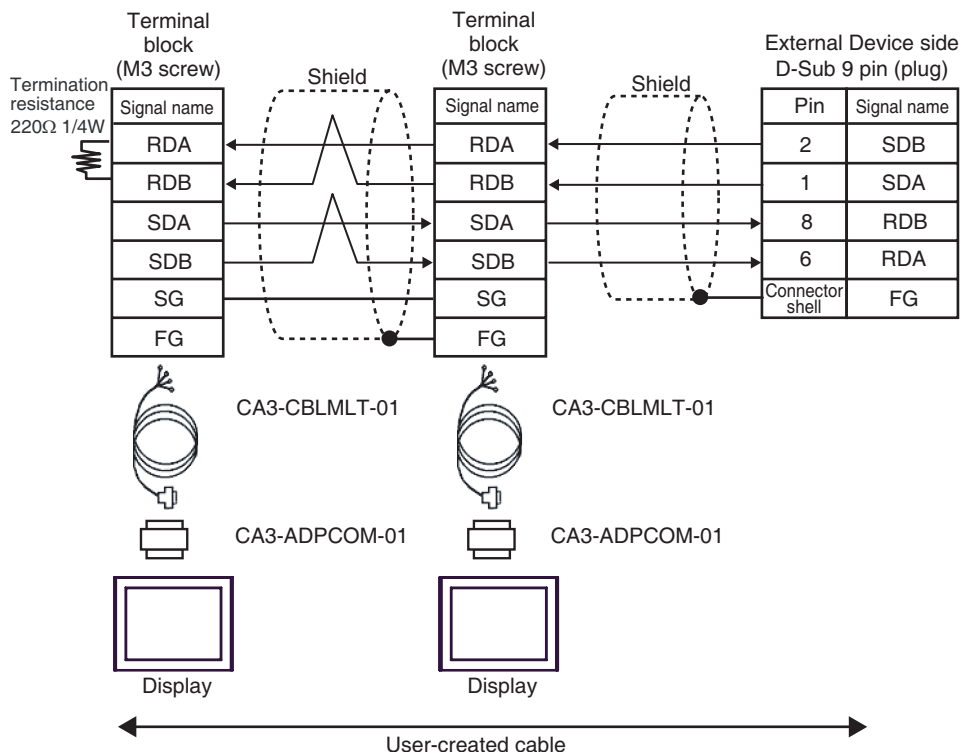 Terminal
block
(M3 screw)
Terminal
block
(M3 screw)
External Device side
D-Sub 9 pin (plug)
Termination
resistance
220Ω 1/4W
Shield
Shield
Signal name
RDA
RDB
SDA
SDB
SG
FG
Signal name
RDA
RDB
SDA
SDB
SG
FG
Pin Signal name
2 SDB
1 SDA
8 RDB
6 RDA
Connector
shell
FG
CA3-CBLMLT-01
CA3-CBLMLT-01
CA3-ADPCOM-01
CA3-ADPCOM-01
Display
Display
User-created cable